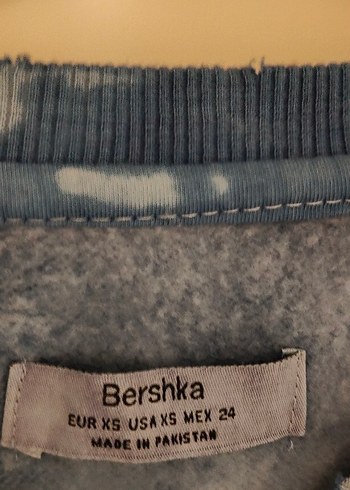 Bershka
EUR XS USA XS MEX 24
MADE IN PAKISTAN